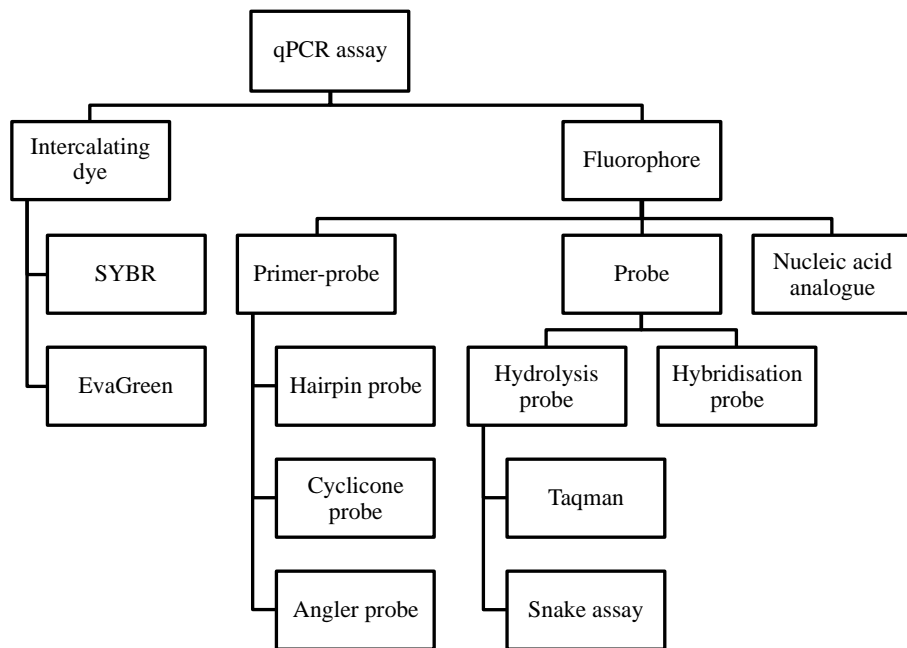 qPCR assay
Intercalating
dye
Fluorophore
SYBR
Primer-probe
Probe
Nucleic acid
analogue
EvaGreen
Hairpin probe
Hydrolysis
probe
Hybridisation
probe
Cyclicone
probe
Taqman
Angler probe
Snake assay